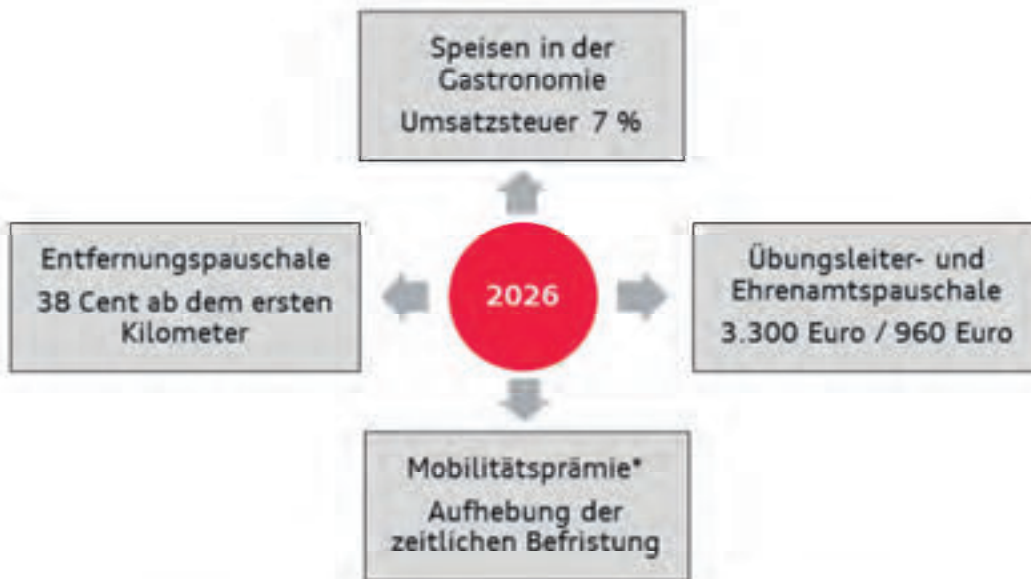 Speisen in der
Gastronomie
Umsatzsteuer 7 %
Entfernungspauschale
38 Cent ab dem ersten
Kilometer
2026
Übungsleiter- und
Ehrenamtspauschale
3.300 Euro / 960 Euro
Mobilitätsprämie*
Aufhebung der
zeitlichen Befristung